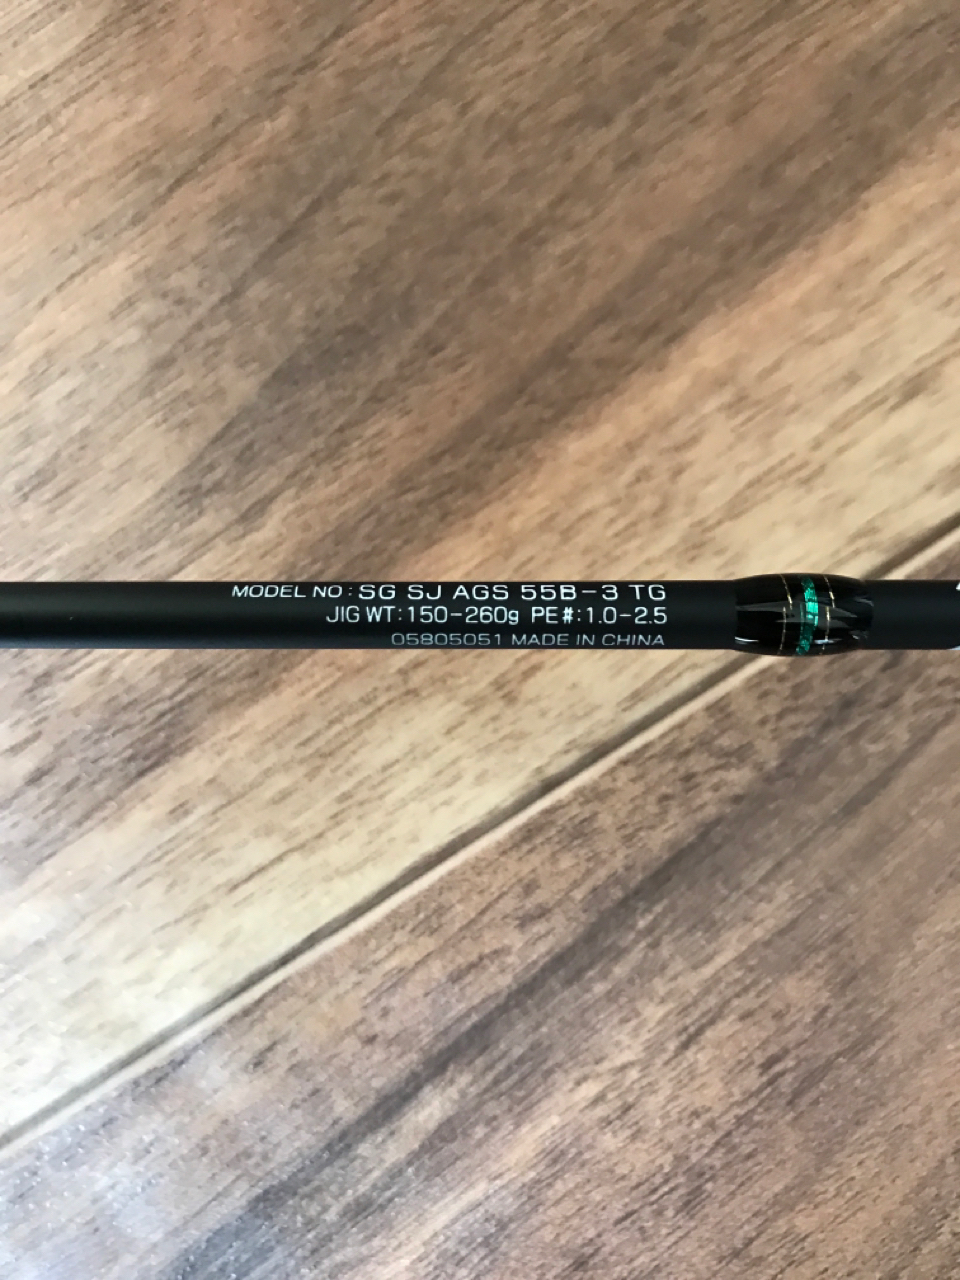 MODEL NO : SG SJ AGS 55B-3 TG
JIG WT:150-260g PE#:1.0-2.5
05805051 MADE IN CHINA